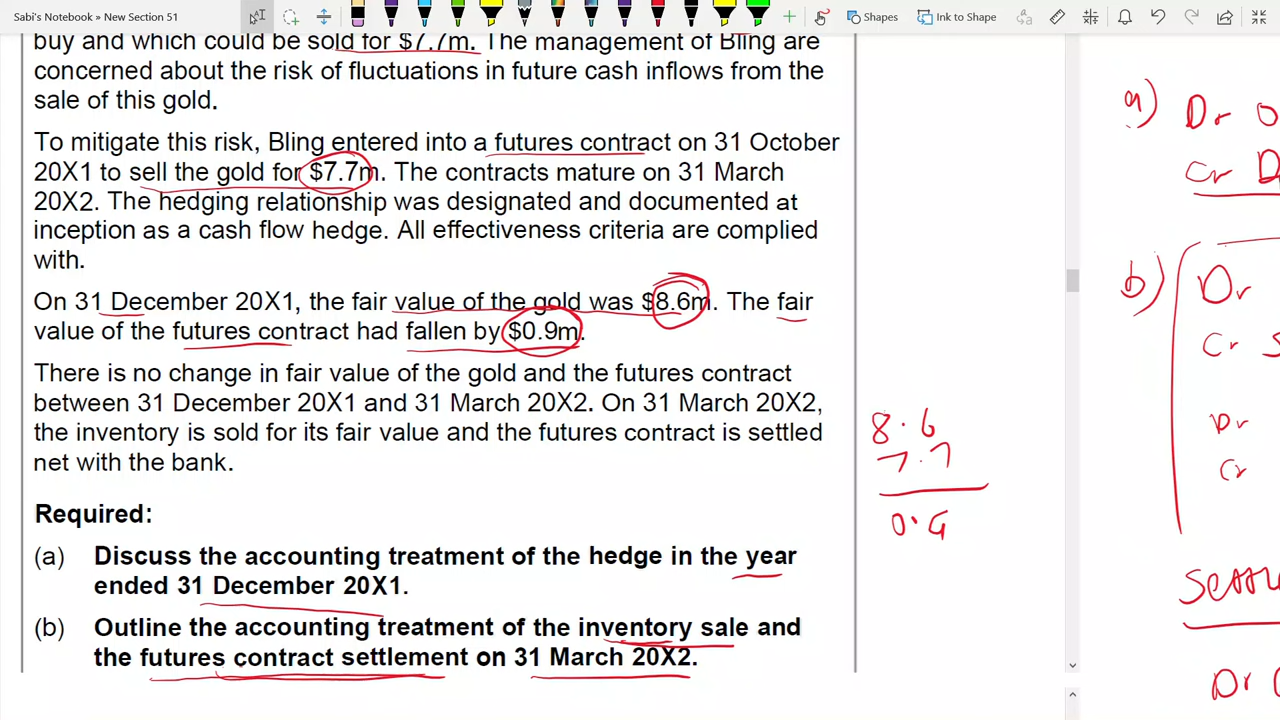 Sabi's Notebook » New Section 51
Shapes
Ink to Shape
buy and which could be sold for $7.7m. The management of Bling are
concerned about the risk of fluctuations in future cash inflows from the
sale of this gold.
To mitigate this risk, Bling entered into a futures contract on 31 October
20X1 to sell the gold for $7.7m. The contracts mature on 31 March
20X2. The hedging relationship was designated and documented at
inception as a cash flow hedge. All effectiveness criteria are complied
with.
On 31 December 20X1, the fair value of the gold was $8.6m. The fair
value of the futures contract had fallen by $0.9m.
There is no change in fair value of the gold and the futures contract
between 31 December 20X1 and 31 March 20X2. On 31 March 20X2,
the inventory is sold for its fair value and the futures contract is settled
net with the bank.
Required:
(a) Discuss the accounting treatment of the hedge in the year
ended 31 December 20X1.
(b) Outline the accounting treatment of the inventory sale and
the futures contract settlement on 31 March 20X2.
8.6
7.7
0.9
a) Dr O
Cr D
b) Dr
Cr S
Dr
Cr
Dr